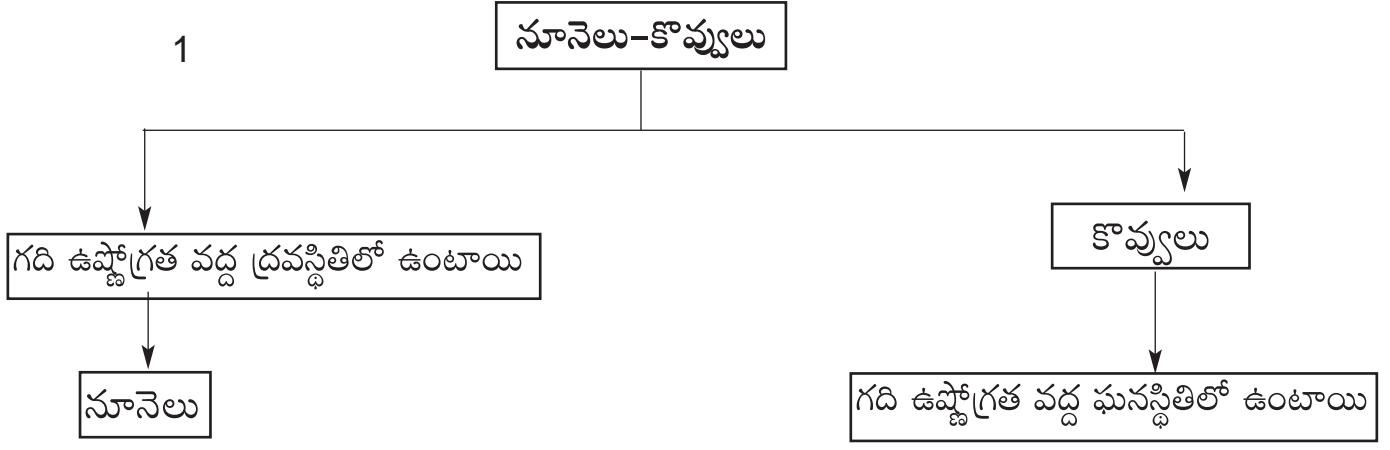 1
నూనెలు-కొవ్వులు
గది ఉష్ణోగ్రత వద్ద ద్రవస్థితిలో ఉంటాయి
కొవ్వులు
నూనెలు
గది ఉష్ణోగ్రత వద్ద ఘనస్థితిలో ఉంటాయి